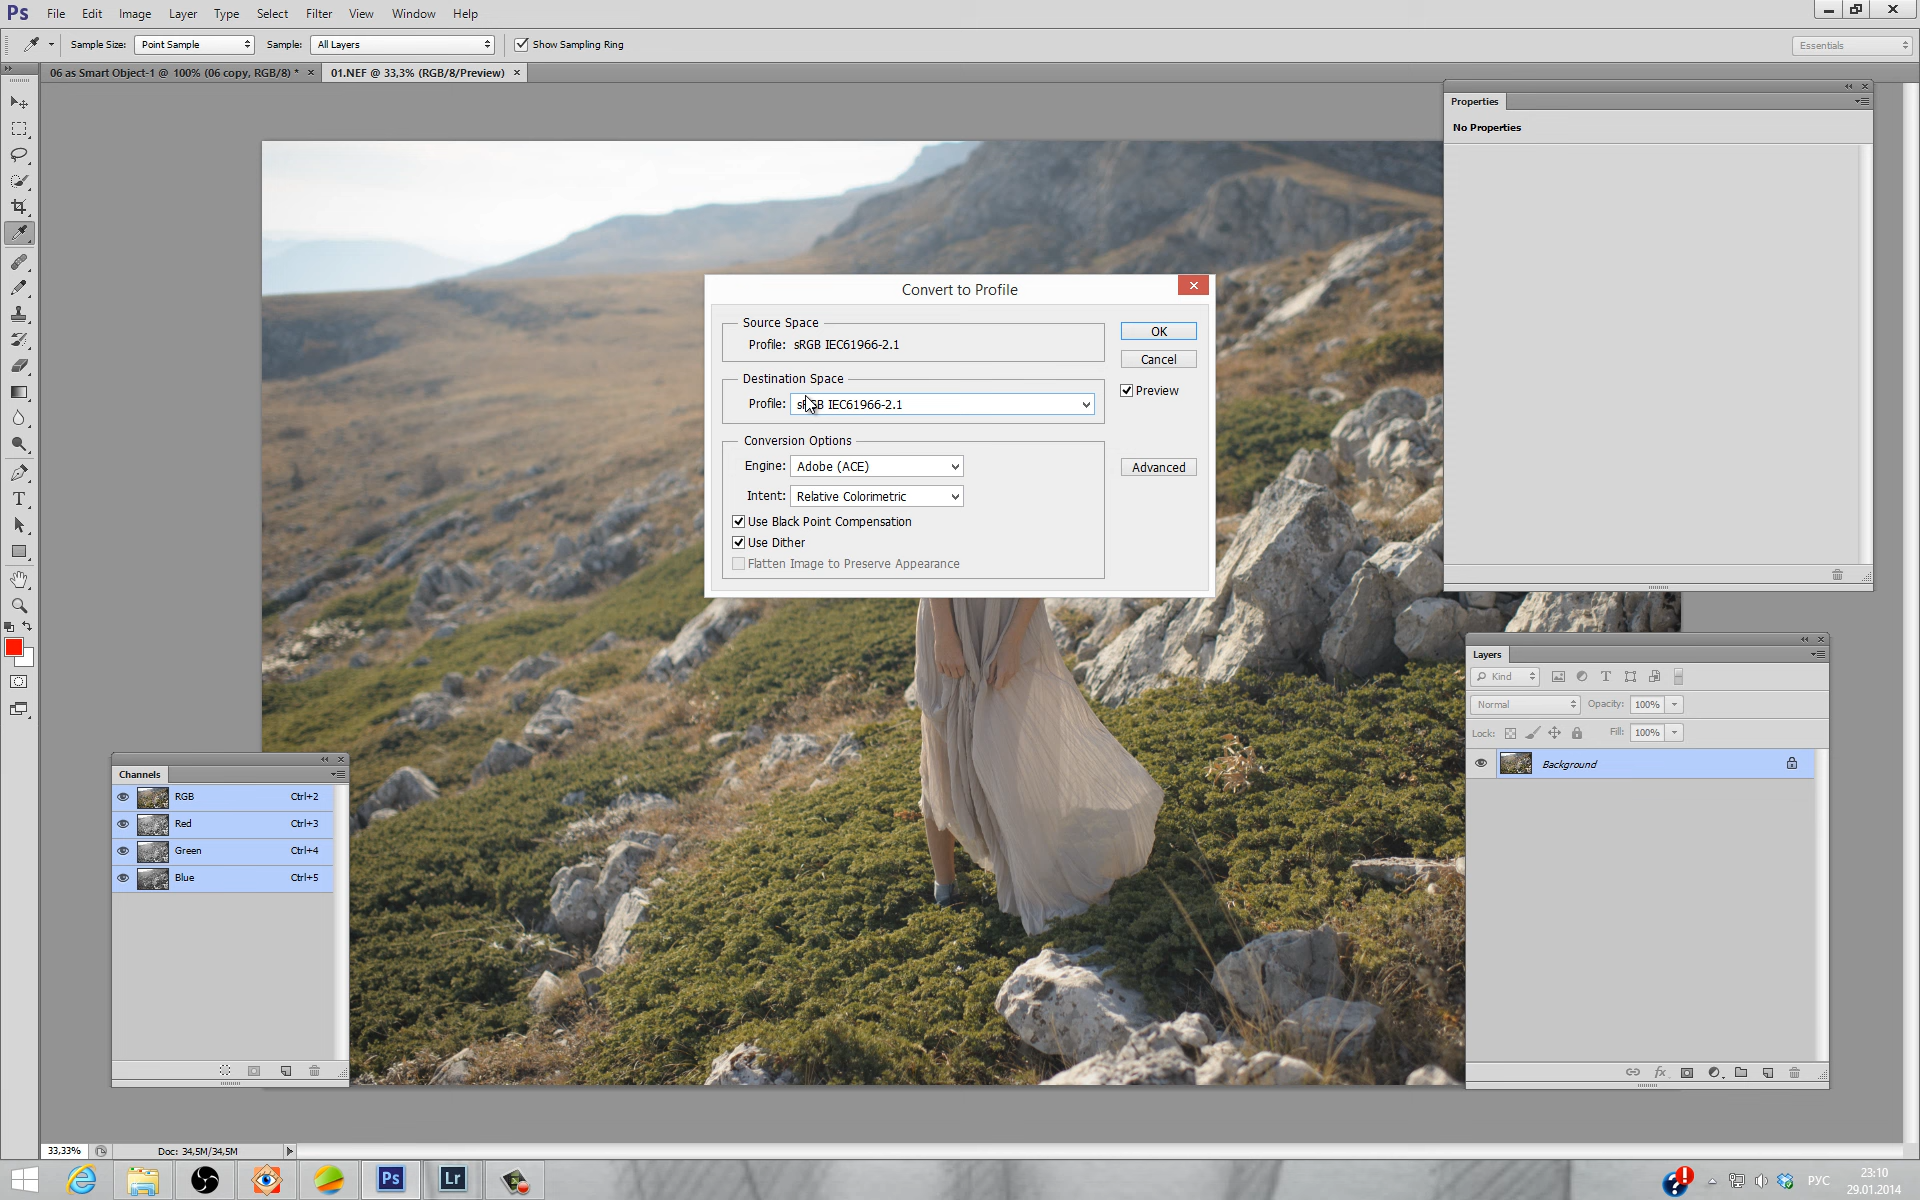 Ps File Edit Image Layer Type Select Filter View Window Help
Sample Size: Point Sample Sample: All Layers Show Sampling Ring Essentials
06 as Smart Object-1 @ 100% (06 copy, RGB/8) * × 01.NEF @ 33,3% (RGB/8/Preview) ×
Properties
No Properties
Convert to Profile
Source Space
Profile: sRGB IEC61966-2.1
OK
Cancel
Destination Space
Preview
Profile: sRGB IEC61966-2.1
Conversion Options
Engine: Adobe (ACE)
Advanced
Intent: Relative Colorimetric
Use Black Point Compensation
Use Dither
Flatten Image to Preserve Appearance
Layers
Kind
Normal Opacity: 100%
Lock: Fill: 100%
Background
Channels
RGB Ctrl+2
Red Ctrl+3
Green Ctrl+4
Blue Ctrl+5
33,33% Doc: 34,5M/34,5M
Ps Lr
РУС
23:10
29.01.2014